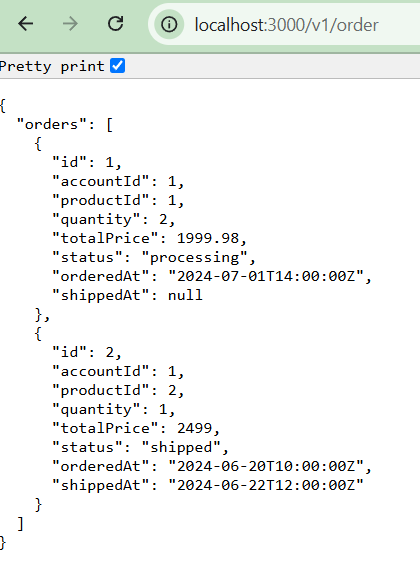 localhost:3000/v1/order
Pretty print
{
  "orders": [
    {
      "id": 1,
      "accountId": 1,
      "productId": 1,
      "quantity": 2,
      "totalPrice": 1999.98,
      "status": "processing",
      "orderedAt": "2024-07-01T14:00:00Z",
      "shippedAt": null
    },
    {
      "id": 2,
      "accountId": 1,
      "productId": 2,
      "quantity": 1,
      "totalPrice": 2499,
      "status": "shipped",
      "orderedAt": "2024-06-20T10:00:00Z",
      "shippedAt": "2024-06-22T12:00:00Z"
    }
  ]
}